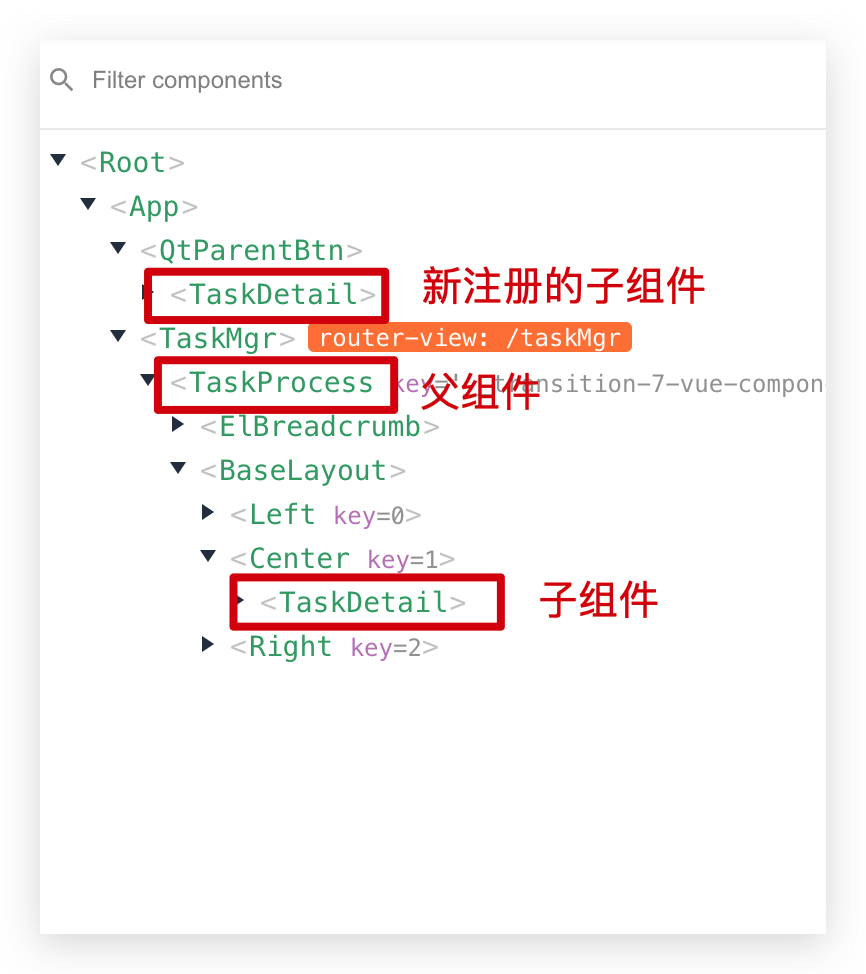 Filter components
<Root>
<App>
<QtParentBtn>
<TaskDetail> 新注册的子组件
<TaskMgr> router-view: /taskMgr
<TaskProcess key=' transition-7-vue-compon
父组件
<ElBreadcrumb>
<BaseLayout>
<Left key=0>
<Center key=1>
<TaskDetail> 子组件
<Right key=2>